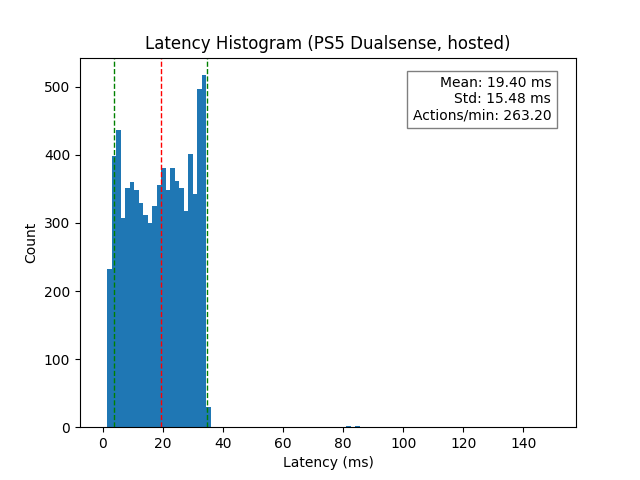 Latency Histogram (PS5 Dualsense, hosted)
Mean: 19.40 ms
Std: 15.48 ms
Actions/min: 263.20
500
400
300
200
100
0
Count
0 20 40 60 80 100 120 140
Latency (ms)